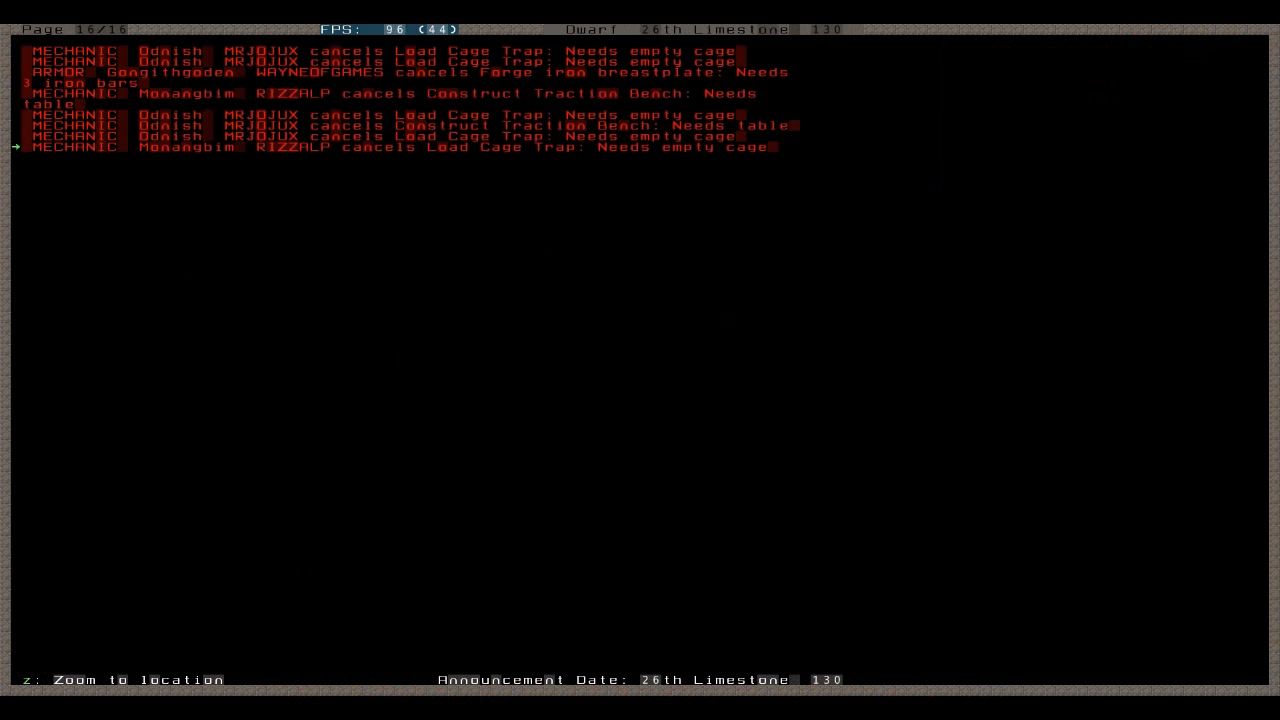 Page 16/16 FPS: 96 (44) Dwarf 26th Limestone 130
MECHANIC Odnish MRJOJUX cancels Load Cage Trap: Needs empty cage
MECHANIC Odnish MRJOJUX cancels Load Cage Trap: Needs empty cage
ARMOR Gongithgoden WAYNEOFGAMES cancels Forge iron breastplate: Needs
3 iron bars
MECHANIC Monangbim RIZZALP cancels Construct Traction Bench: Needs
table
MECHANIC Odnish MRJOJUX cancels Load Cage Trap: Needs empty cage
MECHANIC Odnish MRJOJUX cancels Construct Traction Bench: Needs table
MECHANIC Odnish MRJOJUX cancels Load Cage Trap: Needs empty cage
MECHANIC Monangbim RIZZALP cancels Load Cage Trap: Needs empty cage
z: Zoom to location Announcement Date: 26th Limestone 130